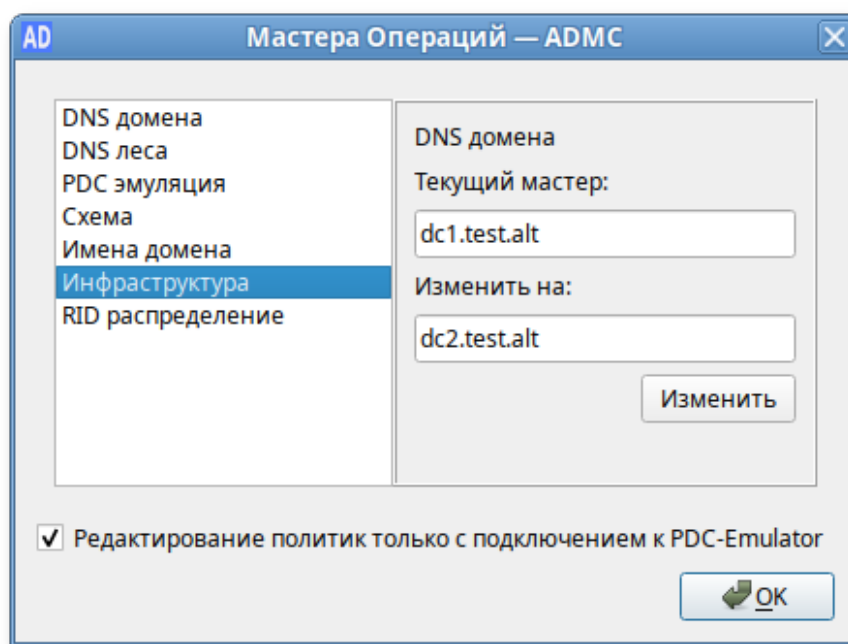 AD Мастера Операций — ADMC
DNS домена
DNS леса
PDC эмуляция
Схема
Имена домена
Инфраструктура
RID распределение
DNS домена
Текущий мастер:
dc1.test.alt
Изменить на:
dc2.test.alt
Изменить
Редактирование политик только с подключением к PDC-Emulator
OK